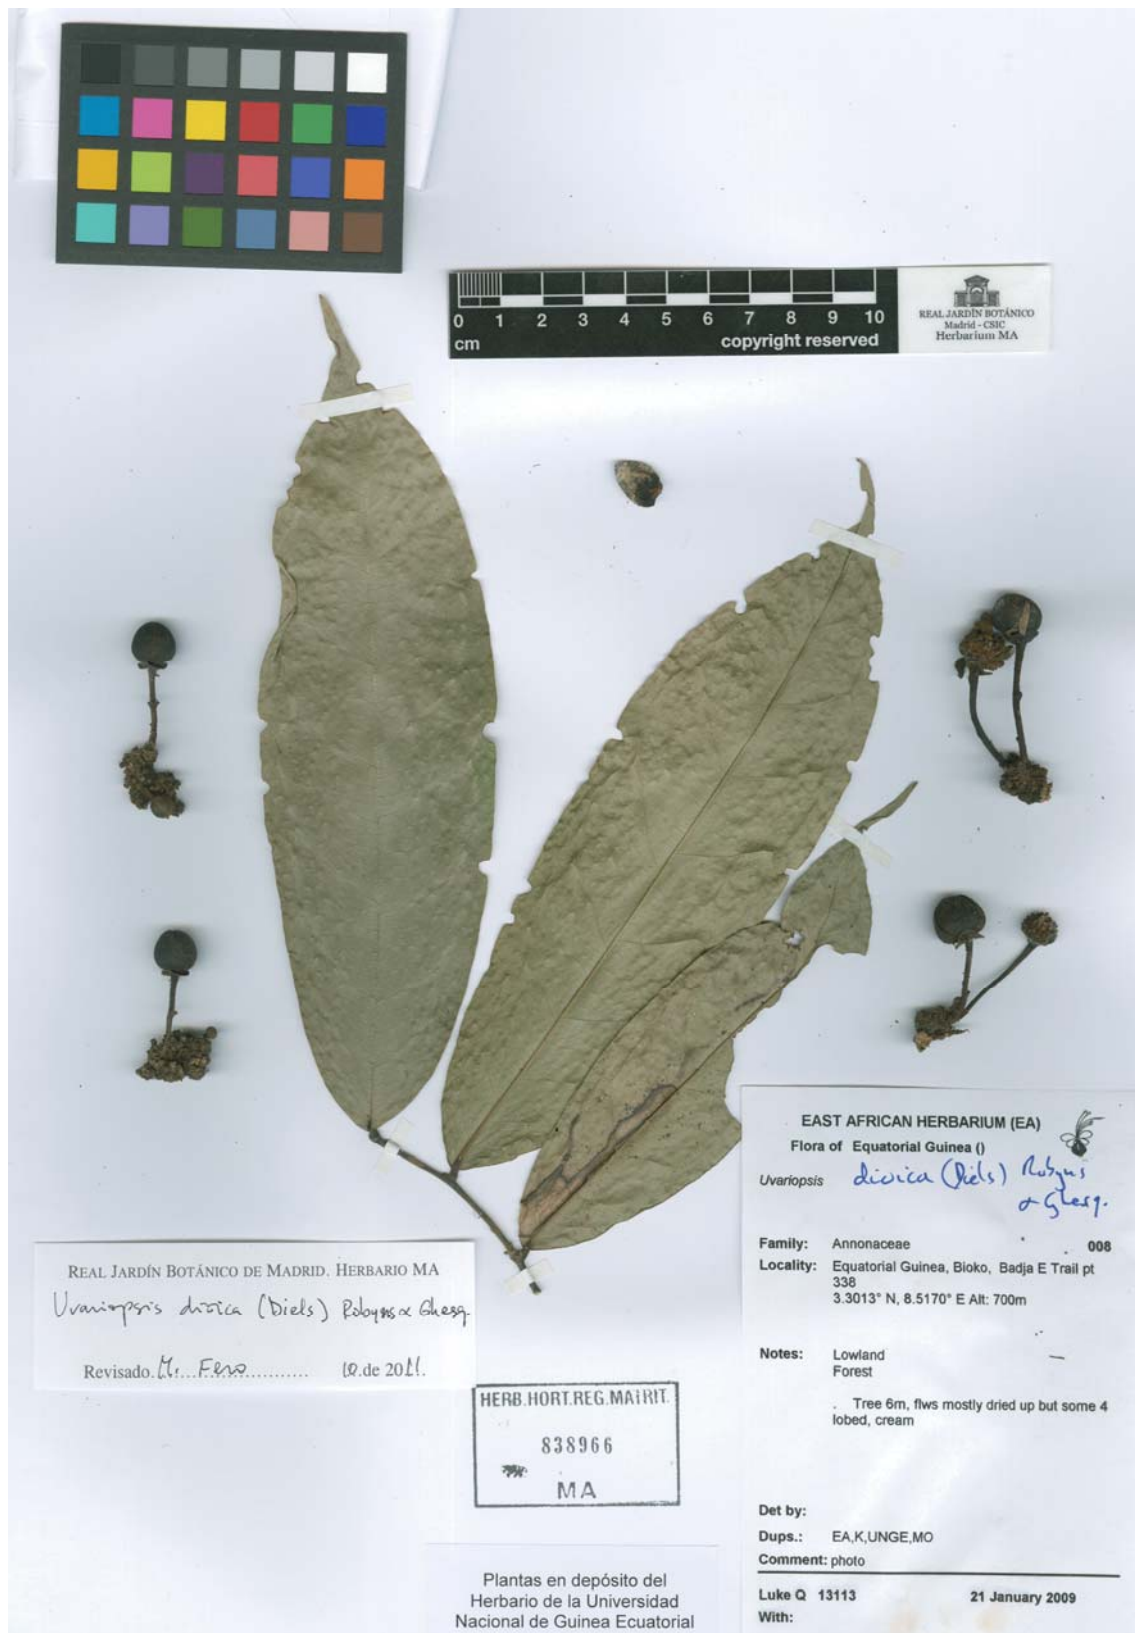 0 1 2 3 4 5 6 7 8 9 10
cm copyright reserved
REAL JARDÍN BOTÁNICO
Madrid - CSIC
Herbarium MA
EAST AFRICAN HERBARIUM (EA)
Flora of Equatorial Guinea ()
Uvariopsis dioica (Diels) Robyns
& Ghesq.
Family: Annonaceae 008
Locality: Equatorial Guinea, Bioko, Badja E Trail pt
338
3.3013° N, 8.5170° E Alt: 700m
Notes: Lowland
Forest
. Tree 6m, flws mostly dried up but some 4
lobed, cream
Det by:
Dups.: EA,K,UNGE,MO
Comment: photo
Luke Q 13113 21 January 2009
With:
REAL JARDÍN BOTÁNICO DE MADRID. HERBARIO MA
Uvariopsis dioica (Diels) Robyns & Ghesq.
Revisado. M. Fero 10.de 2011.
HERB.HORT.REG.MATRIT.
838966
MA
Plantas en depósito del
Herbario de la Universidad
Nacional de Guinea Ecuatorial